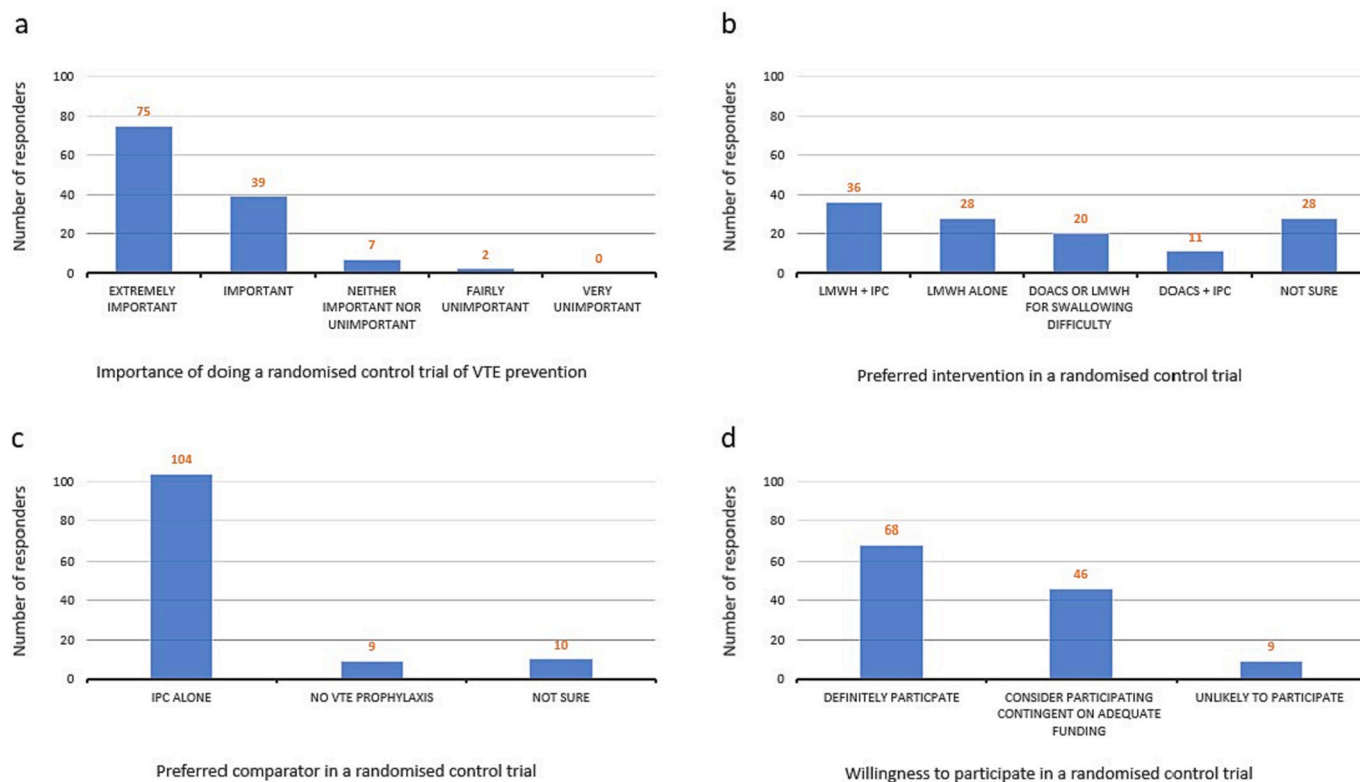 a
Number of responders
100
80
60
40
20
0
75
39
7
2
0
EXTREMELY
IMPORTANT
IMPORTANT
NEITHER
IMPORTANT NOR
UNIMPORTANT
FAIRLY
UNIMPORTANT
VERY
UNIMPORTANT
Importance of doing a randomised control trial of VTE prevention
b
Number of responders
100
80
60
40
20
0
36
28
20
11
28
LMWH + IPC
LMWH ALONE
DOACS OR LMWH
FOR SWALLOWING
DIFFICULTY
DOACS + IPC
NOT SURE
Preferred intervention in a randomised control trial
c
Number of responders
100
80
60
40
20
0
104
9
10
IPC ALONE
NO VTE PROPHYLAXIS
NOT SURE
Preferred comparator in a randomised control trial
d
Number of responders
100
80
60
40
20
0
68
46
9
DEFINITELY PARTICPATE
CONSIDER PARTICIPATING
CONTINGENT ON ADEQUATE
FUNDING
UNLIKELY TO PARTICIPATE
Willingness to participate in a randomised control trial